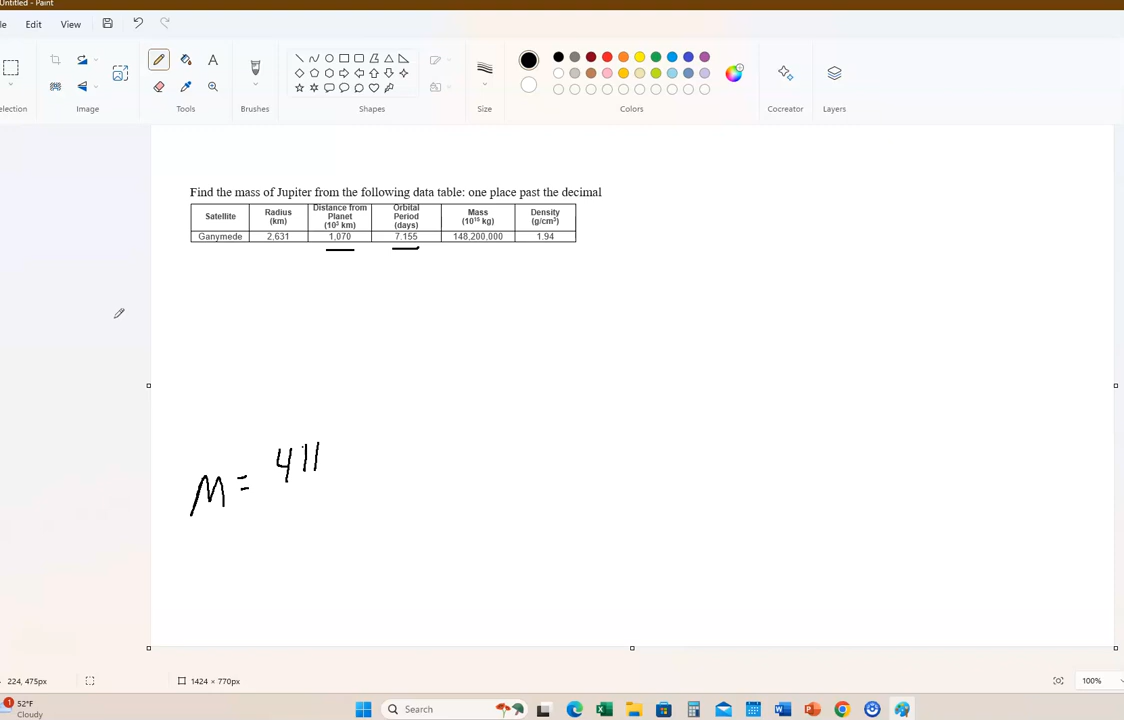 Untitled - Paint
le Edit View
election Image Tools Brushes Shapes Size Colors Cocreator Layers
Find the mass of Jupiter from the following data table: one place past the decimal
Satellite Radius (km) Distance from Planet (10³ km) Orbital Period (days) Mass (10¹⁵ kg) Density (g/cm³)
Ganymede 2,631 1,070 7.155 148,200,000 1.94
M = 411
224, 475px 1424 × 770px 100%
1 52°F
Cloudy
Search